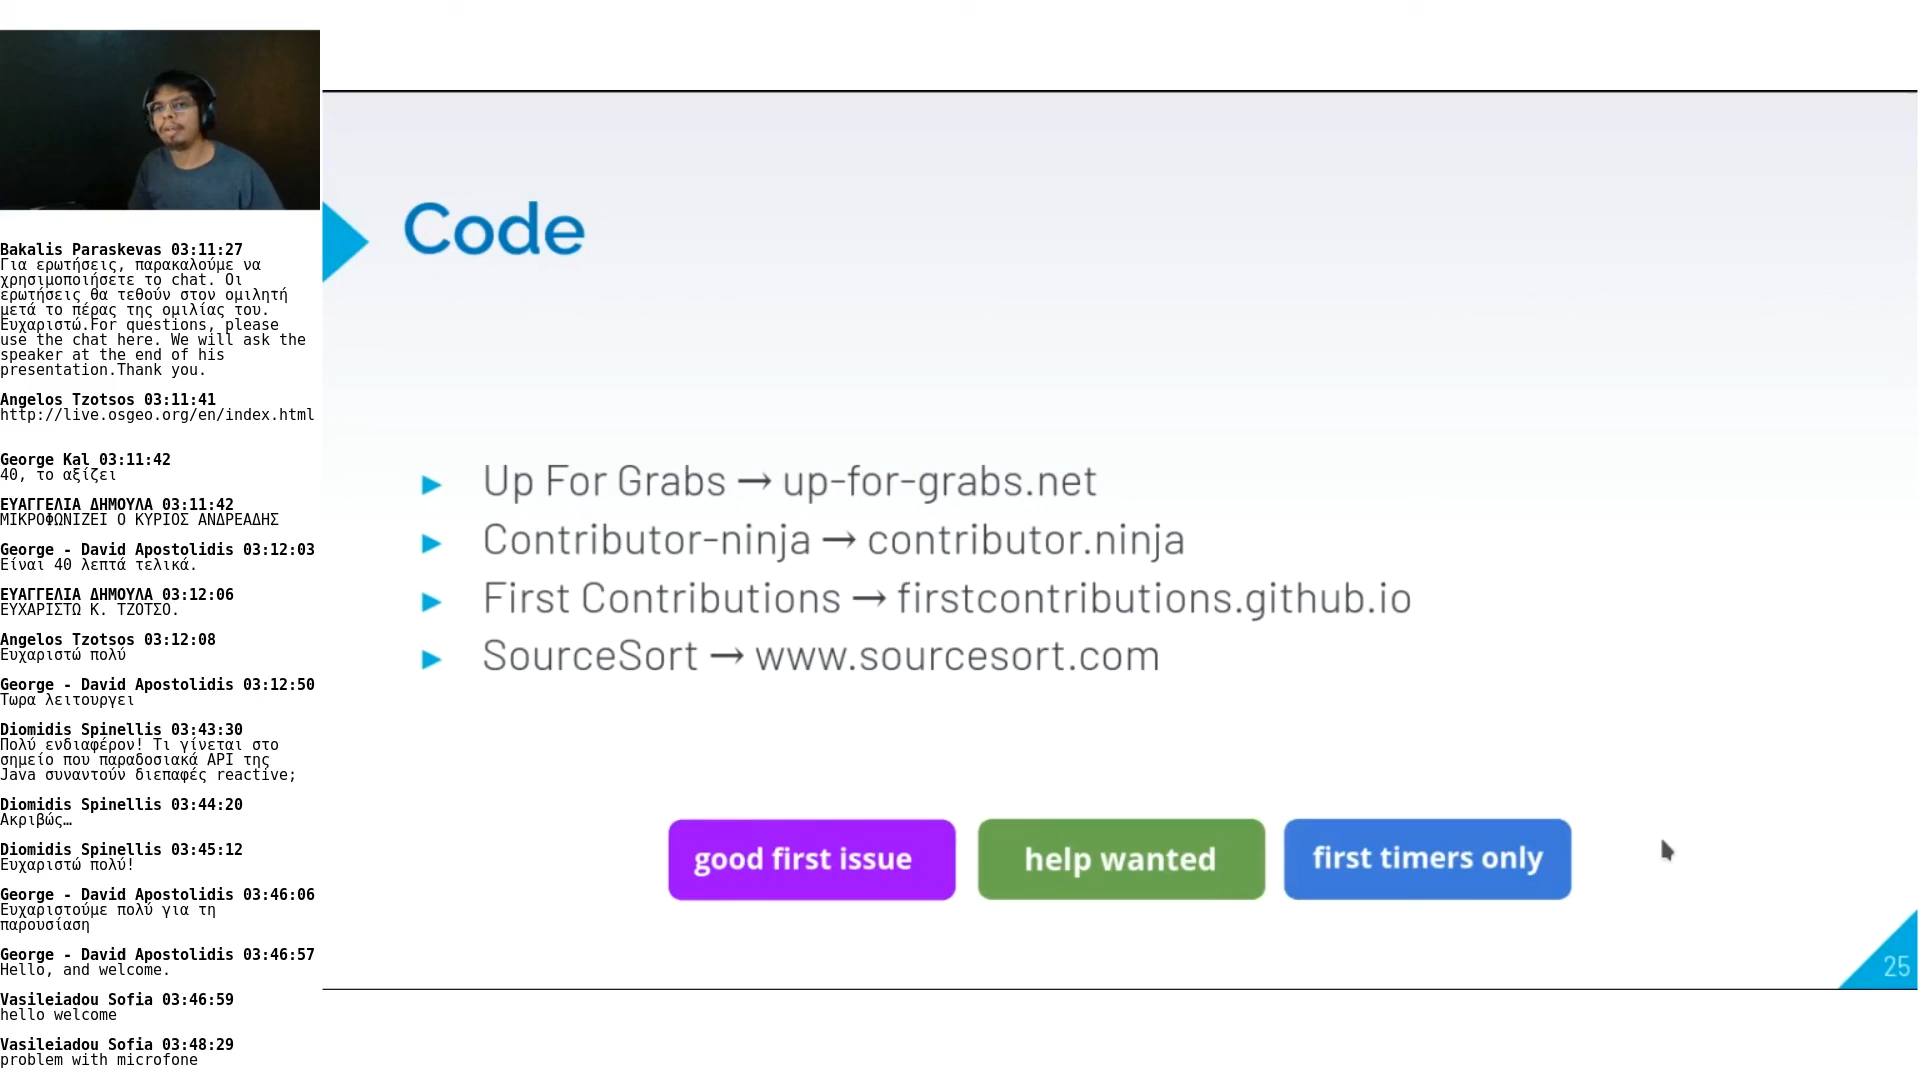 Bakalis Paraskevas 03:11:27
Για ερωτήσεις, παρακαλούμε να
χρησιμοποιήσετε το chat. Οι
ερωτήσεις θα τεθούν στον ομιλητή
μετά το πέρας της ομιλίας του.
Ευχαριστώ.For questions, please
use the chat here. We will ask the
speaker at the end of his
presentation.Thank you.
Angelos Tzotsos 03:11:41
http://live.osgeo.org/en/index.html
George Kal 03:11:42
40, το αξίζει
ΕΥΑΓΓΕΛΙΑ ΔΗΜΟΥΛΑ 03:11:42
ΜΙΚΡΟΦΩΝΙΖΕΙ Ο ΚΥΡΙΟΣ ΑΝΔΡΕΑΔΗΣ
George - David Apostolidis 03:12:03
Είναι 40 λεπτά τελικά.
ΕΥΑΓΓΕΛΙΑ ΔΗΜΟΥΛΑ 03:12:06
ΕΥΧΑΡΙΣΤΩ Κ. ΤΖΟΤΣΟ.
Angelos Tzotsos 03:12:08
Ευχαριστώ πολύ
George - David Apostolidis 03:12:50
Τωρα λειτουργει
Diomidis Spinellis 03:43:30
Πολύ ενδιαφέρον! Τι γίνεται στο
σημείο που παραδοσιακά API της
Java συναντούν διεπαφές reactive;
Diomidis Spinellis 03:44:20
Ακριβώς…
Diomidis Spinellis 03:45:12
Ευχαριστώ πολύ!
George - David Apostolidis 03:46:06
Ευχαριστούμε πολύ για τη
παρουσίαση
George - David Apostolidis 03:46:57
Hello, and welcome.
Vasileiadou Sofia 03:46:59
hello welcome
Vasileiadou Sofia 03:48:29
problem with microfone
Code
► Up For Grabs → up-for-grabs.net
► Contributor-ninja → contributor.ninja
► First Contributions → firstcontributions.github.io
► SourceSort → www.sourcesort.com
good first issue
help wanted
first timers only
25